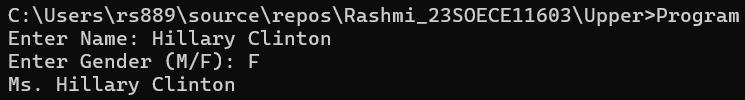 C:\Users\rs889\source\repos\Rashmi_23SOECE11603\Upper>Program
Enter Name: Hillary Clinton
Enter Gender (M/F): F
Ms. Hillary Clinton